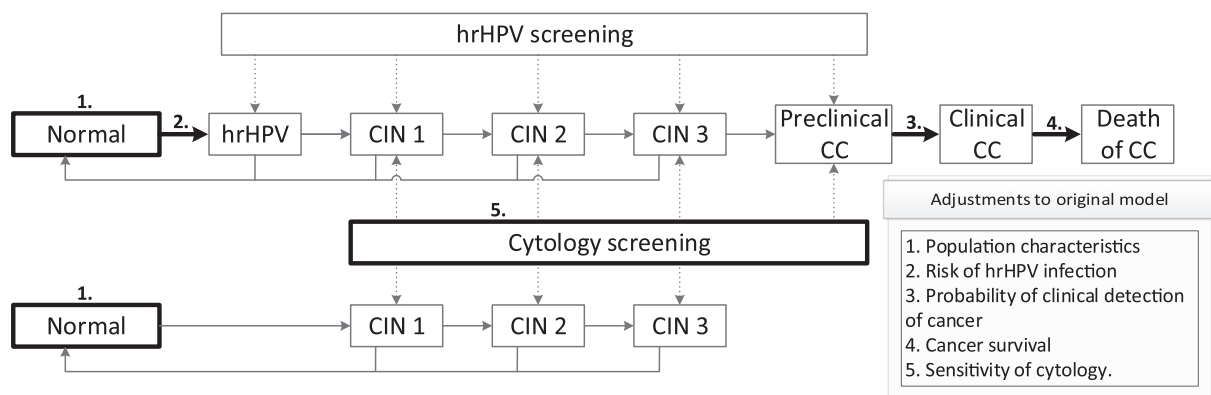 hrHPV screening
1.
2.
3.
4.
Normal
hrHPV
CIN 1
CIN 2
CIN 3
Preclinical
CC
Clinical
CC
Death
of CC
5.
Cytology screening
1.
Normal
CIN 1
CIN 2
CIN 3
Adjustments to original model
1. Population characteristics
2. Risk of hrHPV infection
3. Probability of clinical detection
of cancer
4. Cancer survival
5. Sensitivity of cytology.